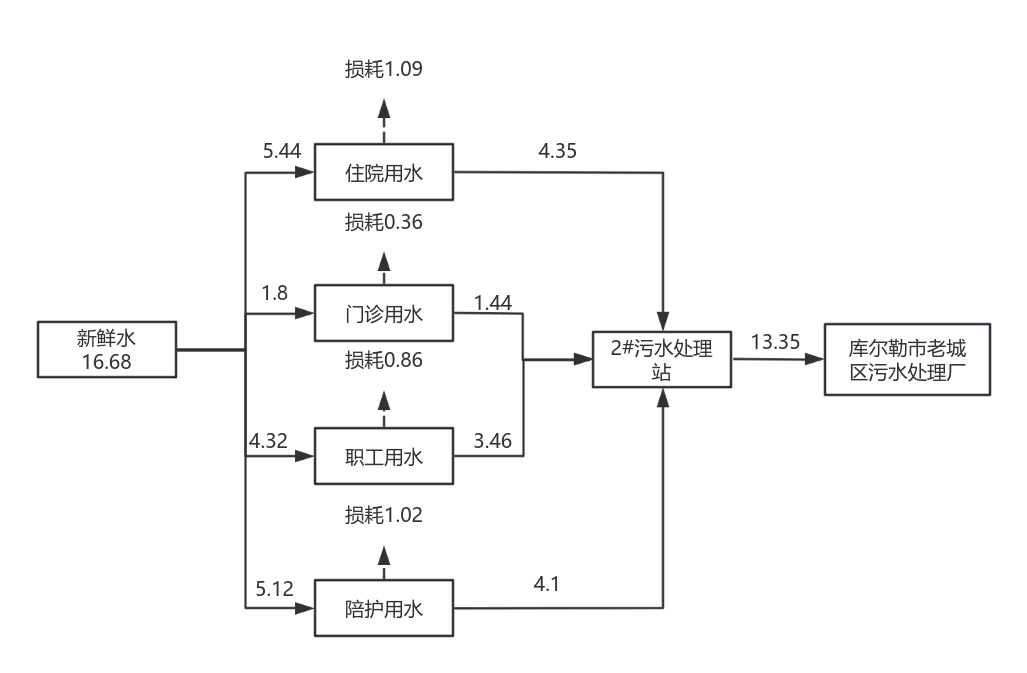 损耗1.09
5.44
住院用水
4.35
损耗0.36
1.8
门诊用水
1.44
新鲜水
16.68
损耗0.86
2#污水处理
站
13.35
库尔勒市老城
区污水处理厂
4.32
职工用水
3.46
损耗1.02
5.12
陪护用水
4.1